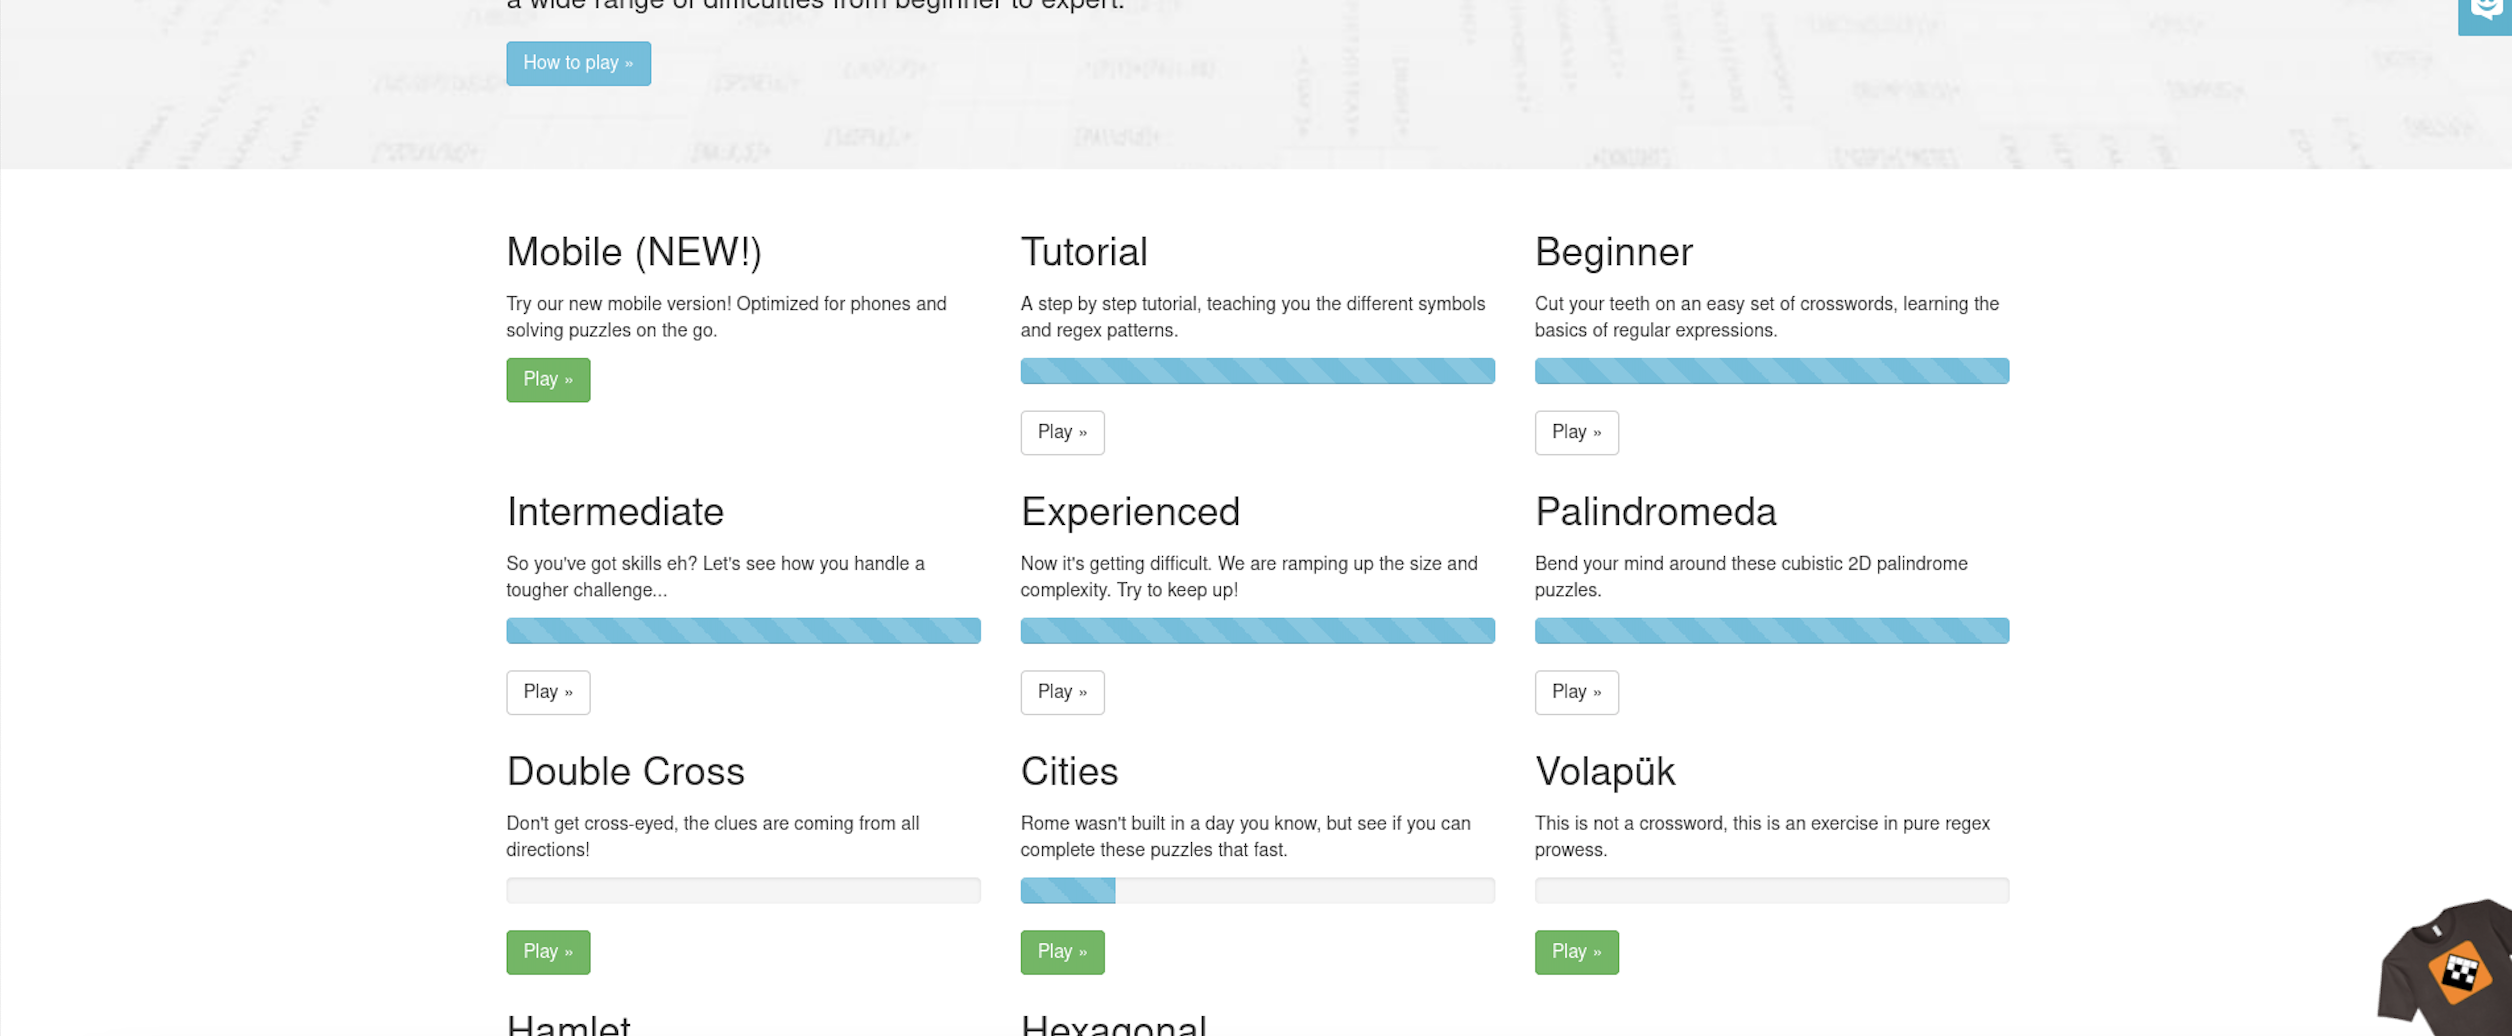 a wide range of difficulties from beginner to expert.
How to play »
Mobile (NEW!)
Try our new mobile version! Optimized for phones and
solving puzzles on the go.
Play »
Tutorial
A step by step tutorial, teaching you the different symbols
and regex patterns.
Play »
Beginner
Cut your teeth on an easy set of crosswords, learning the
basics of regular expressions.
Play »
Intermediate
So you've got skills eh? Let's see how you handle a
tougher challenge...
Play »
Experienced
Now it's getting difficult. We are ramping up the size and
complexity. Try to keep up!
Play »
Palindromeda
Bend your mind around these cubistic 2D palindrome
puzzles.
Play »
Double Cross
Don't get cross-eyed, the clues are coming from all
directions!
Play »
Cities
Rome wasn't built in a day you know, but see if you can
complete these puzzles that fast.
Play »
Volapük
This is not a crossword, this is an exercise in pure regex
prowess.
Play »
Hamlet
Hexagonal